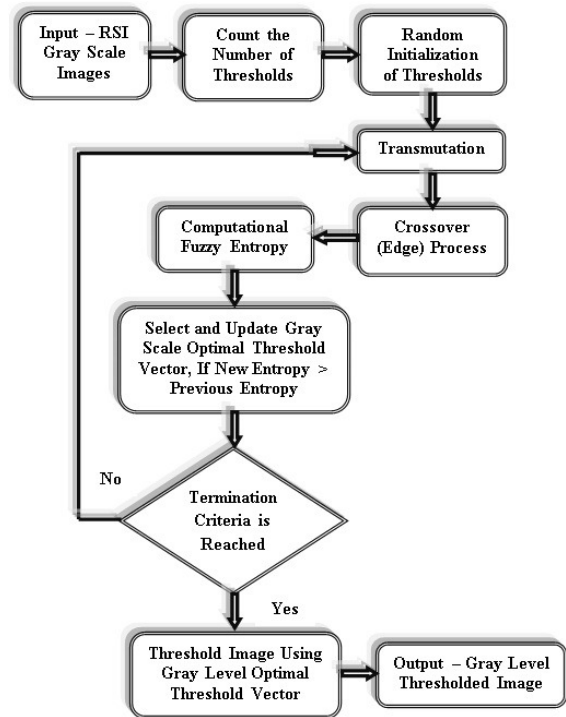 Input – RSI
Gray Scale
Images
Count the
Number of
Thresholds
Random
Initialization
of Thresholds
Transmutation
Crossover
(Edge) Process
Computational
Fuzzy Entropy
Select and Update Gray
Scale Optimal Threshold
Vector, If New Entropy >
Previous Entropy
No
Termination
Criteria is
Reached
Yes
Threshold Image Using
Gray Level Optimal
Threshold Vector
Output – Gray Level
Thresholded Image